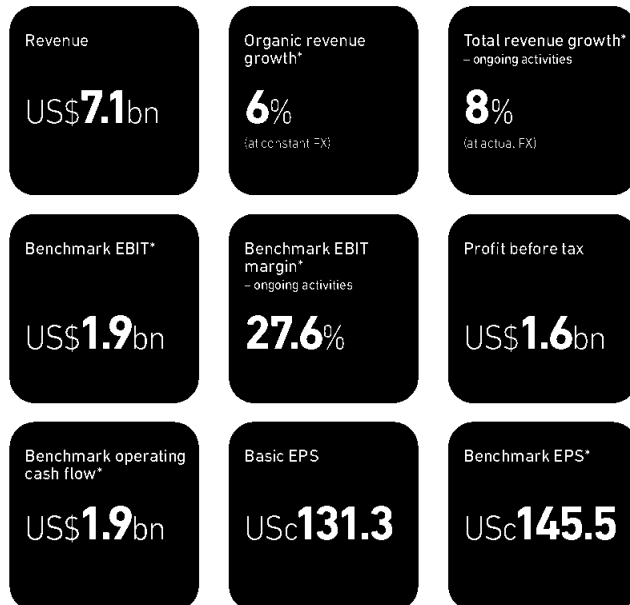 Revenue
US$7.1bn
Organic revenue
growth*
6%
(at constant FX)
Total revenue growth*
– ongoing activities
8%
(at actual FX)
Benchmark EBIT*
US$1.9bn
Benchmark EBIT
margin*
– ongoing activities
27.6%
Profit before tax
US$1.6bn
Benchmark operating
cash flow*
US$1.9bn
Basic EPS
USc131.3
Benchmark EPS*
USc145.5